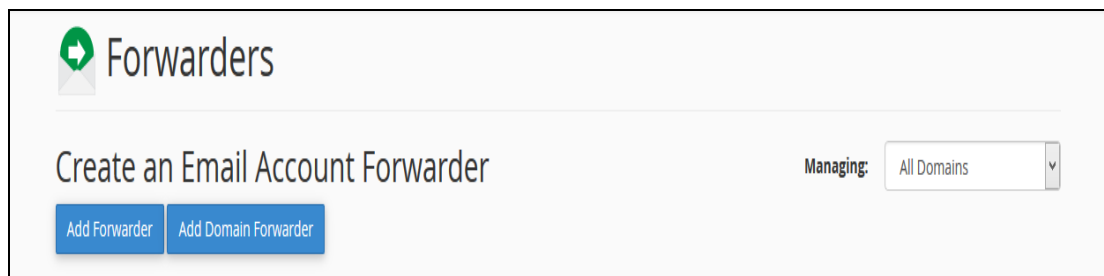 Forwarders
Create an Email Account Forwarder
Managing: All Domains
Add Forwarder Add Domain Forwarder